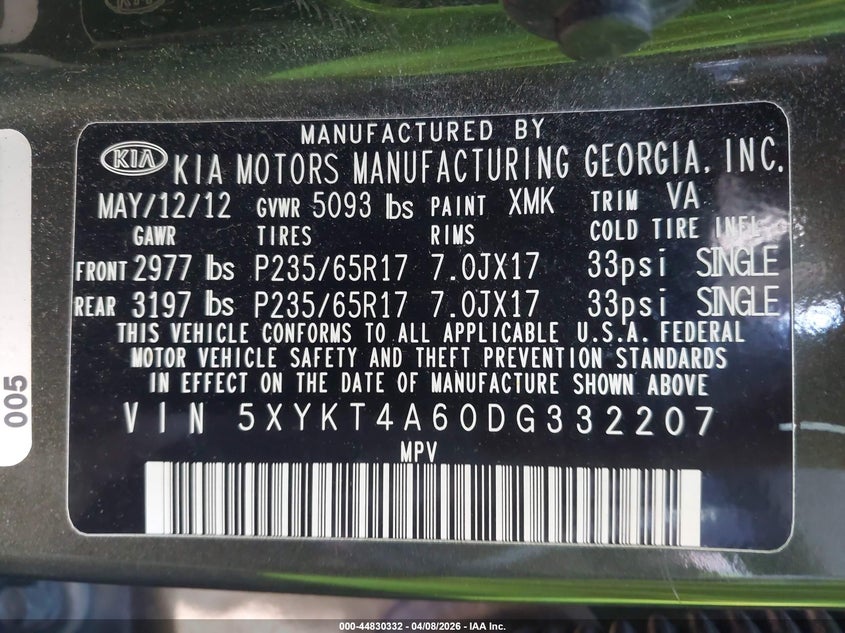 MANUFACTURED BY
KIA KIA MOTORS MANUFACTURING GEORGIA, INC.
MAY/12/12 GVWR 5093 lbs PAINT XMK TRIM VA
GAWR TIRES RIMS COLD TIRE INFL
FRONT 2977 lbs P235/65R17 7.0JX17 33psi SINGLE
REAR 3197 lbs P235/65R17 7.0JX17 33psi SINGLE
THIS VEHICLE CONFORMS TO ALL APPLICABLE U.S.A. FEDERAL
MOTOR VEHICLE SAFETY AND THEFT PREVENTION STANDARDS
IN EFFECT ON THE DATE OF MANUFACTURE SHOWN ABOVE
VIN 5XYKT4A60DG332207
MPV
005
000-44830332 - 04/08/2026 - IAA Inc.